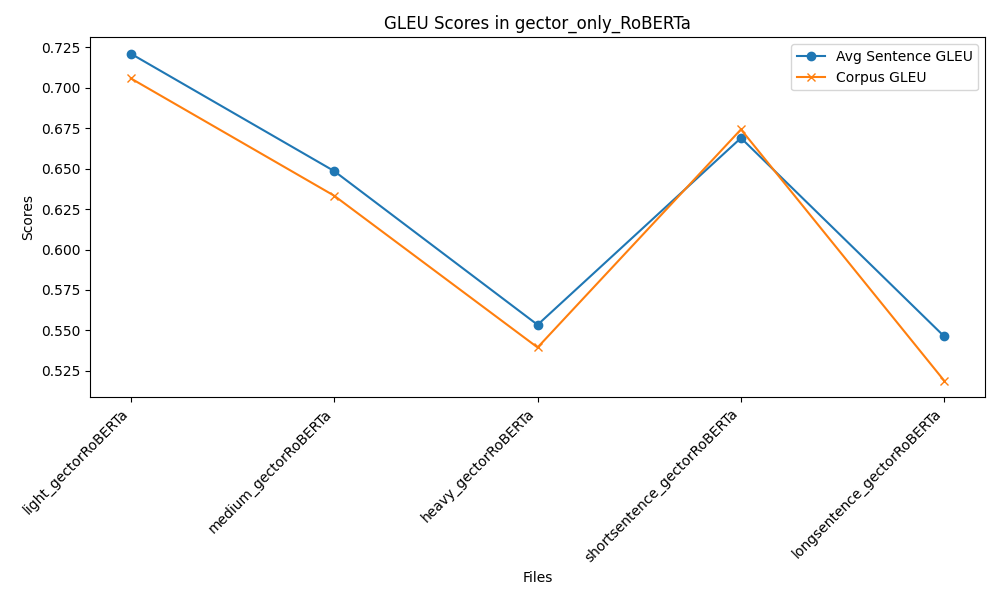 GLEU Scores in gector_only_RoBERTa
Avg Sentence GLEU
Corpus GLEU
Scores
0.725
0.700
0.675
0.650
0.625
0.600
0.575
0.550
0.525
light_gectorRoBERTa
medium_gectorRoBERTa
heavy_gectorRoBERTa
shortsentence_gectorRoBERTa
longsentence_gectorRoBERTa
Files